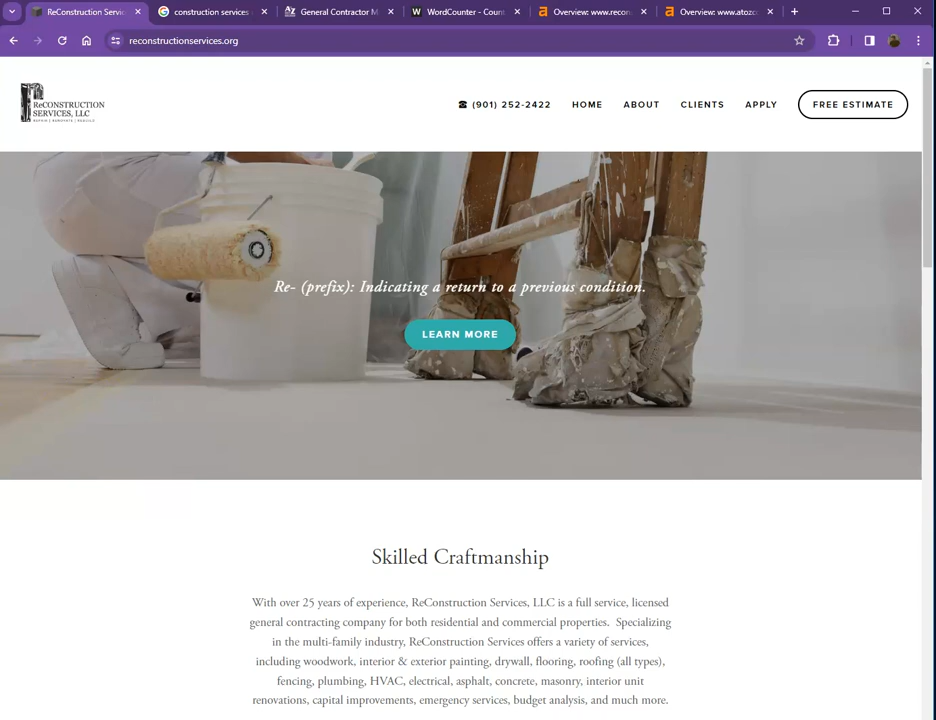 ReConstruction Servic
construction services
General Contractor M
WordCounter - Coun
Overview: www.recon
Overview: www.atozc
reconstructionservices.org
ReCONSTRUCTION
SERVICES, LLC
REPAIR | RENOVATE | REBUILD
(901) 252-2422 HOME ABOUT CLIENTS APPLY FREE ESTIMATE
Re- (prefix): Indicating a return to a previous condition.
LEARN MORE
Skilled Craftmanship
With over 25 years of experience, ReConstruction Services, LLC is a full service, licensed
general contracting company for both residential and commercial properties. Specializing
in the multi-family industry, ReConstruction Services offers a variety of services,
including woodwork, interior & exterior painting, drywall, flooring, roofing (all types),
fencing, plumbing, HVAC, electrical, asphalt, concrete, masonry, interior unit
renovations, capital improvements, emergency services, budget analysis, and much more.